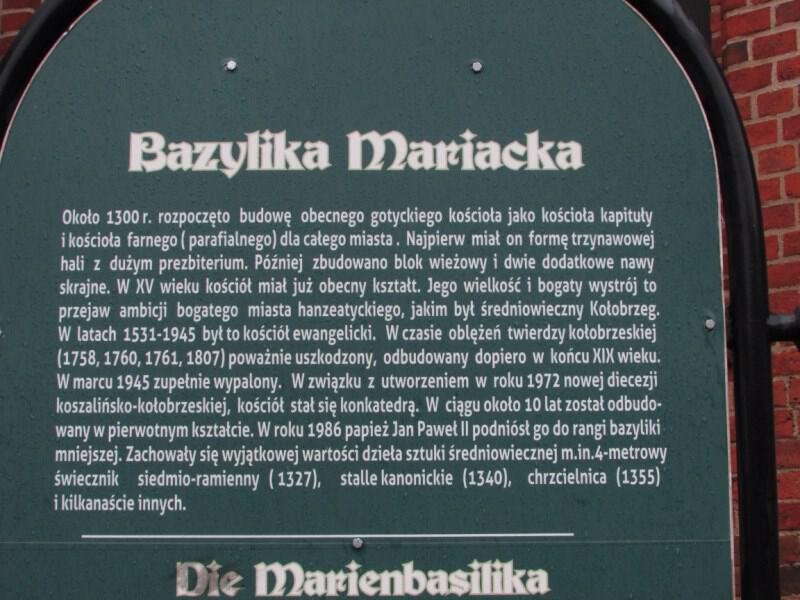 Bazylika Mariacka
Około 1300 r. rozpoczęto budowę obecnego gotyckiego kościoła jako kościoła kapituły
i kościoła farnego ( parafialnego) dla całego miasta . Najpierw miał on formę trzynawowej
hali z dużym prezbiterium. Później zbudowano blok wieżowy i dwie dodatkowe nawy
skrajne. W XV wieku kościół miał już obecny kształt. Jego wielkość i bogaty wystrój to
przejaw ambicji bogatego miasta hanzeatyckiego, jakim był średniowieczny Kołobrzeg.
W latach 1531-1945 był to kościół ewangelicki. W czasie oblężeń twierdzy kołobrzeskiej
(1758, 1760, 1761, 1807) poważnie uszkodzony, odbudowany dopiero w końcu XIX wieku.
W marcu 1945 zupełnie wypalony. W związku z utworzeniem w roku 1972 nowej diecezji
koszalińsko-kołobrzeskiej, kościół stał się konkatedrą. W ciągu około 10 lat został odbudo-
wany w pierwotnym kształcie. W roku 1986 papież Jan Paweł II podniósł go do rangi bazyliki
mniejszej. Zachowały się wyjątkowej wartości dzieła sztuki średniowiecznej m.in.4-metrowy
świecznik siedmio-ramienny ( 1327), stalle kanonickie (1340), chrzcielnica (1355)
i kilkanaście innych.
Die Marienbasilika